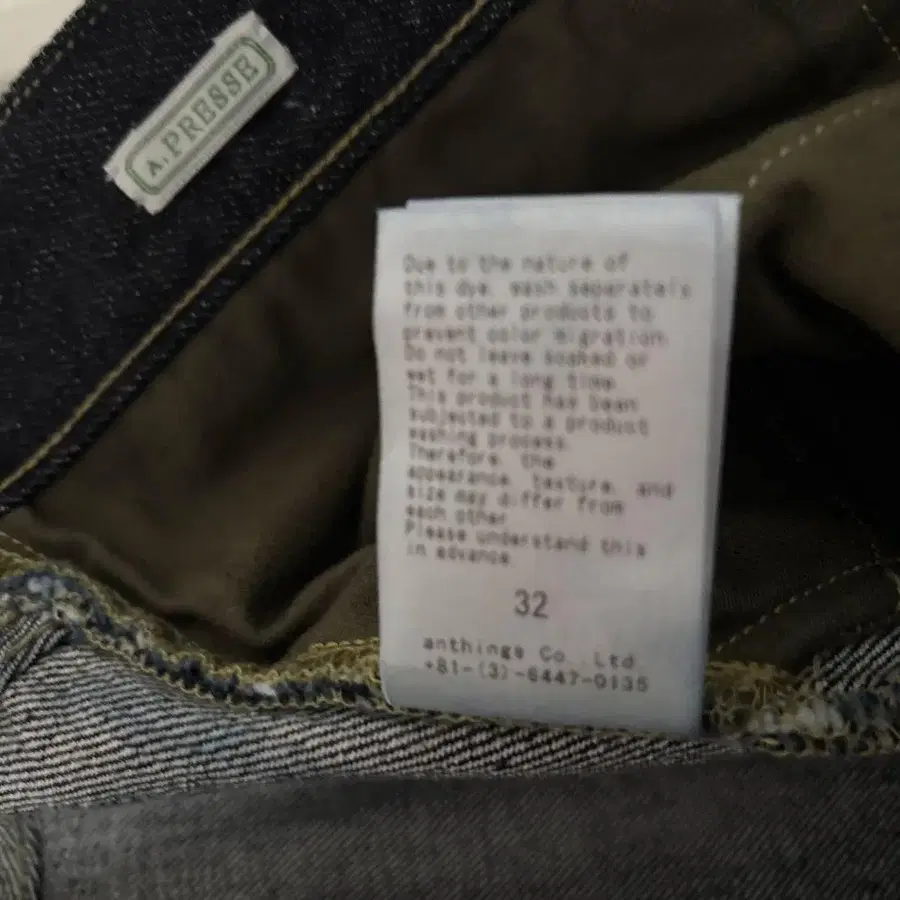 A.PRESSE
Due to the nature of
this dye, wash separately
from other products to
prevent color migration.
Do not leave soaked or
wet for a long time.
This product has been
subjected to a product
washing process.
Therefore, the
appearance, texture, and
size may differ from
each other.
Please understand this
in advance.
32
anthings Co.,Ltd.
+81-(3)-6447-0135